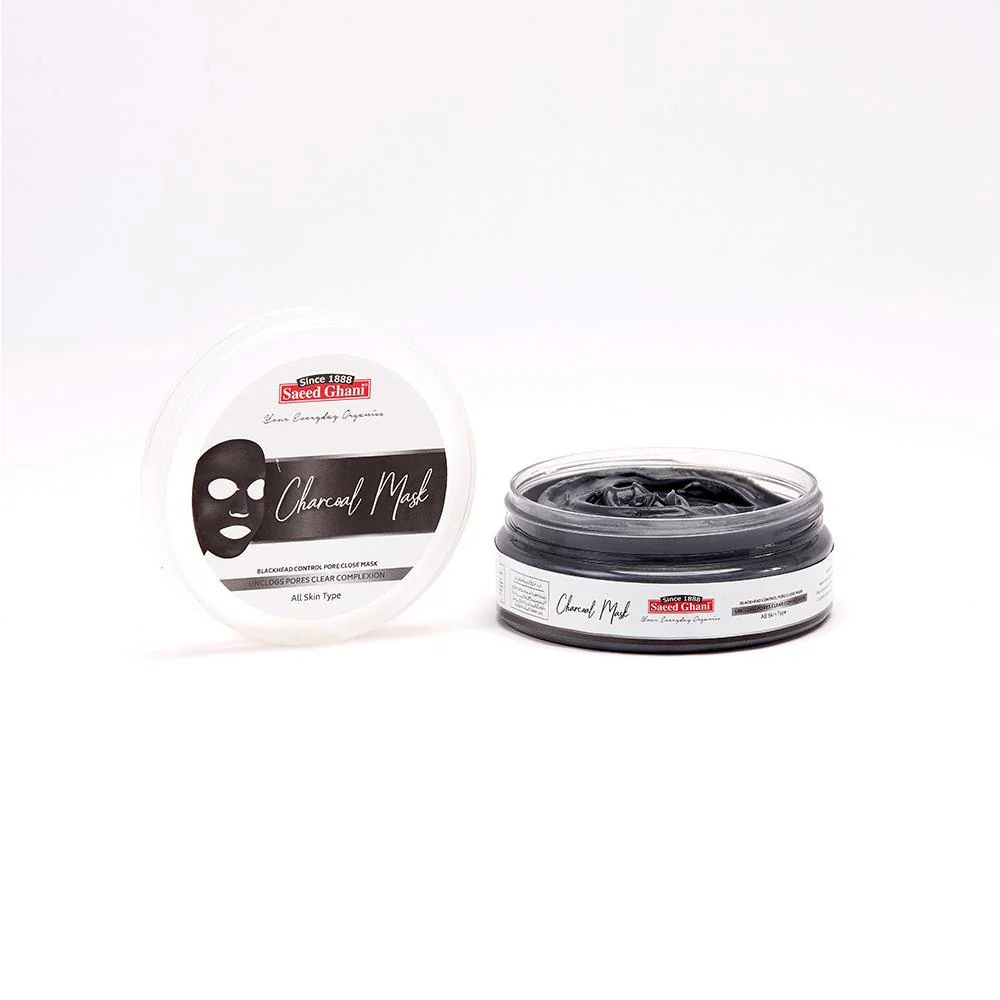 Since 1888
Saeed Ghani
Your Everyday Organics
Charcoal Mask
BLACKHEAD CONTROL PORE CLOSE MASK
UNCLOGS PORES CLEAR COMPLEXION
All Skin Type
Charcoal Mask
Since 1888
Saeed Ghani
Your Everyday Organics
BLACKHEAD CONTROL PORE CLOSE MASK
UNCLOGS PORES CLEAR COMPLEXION
All Skin Type